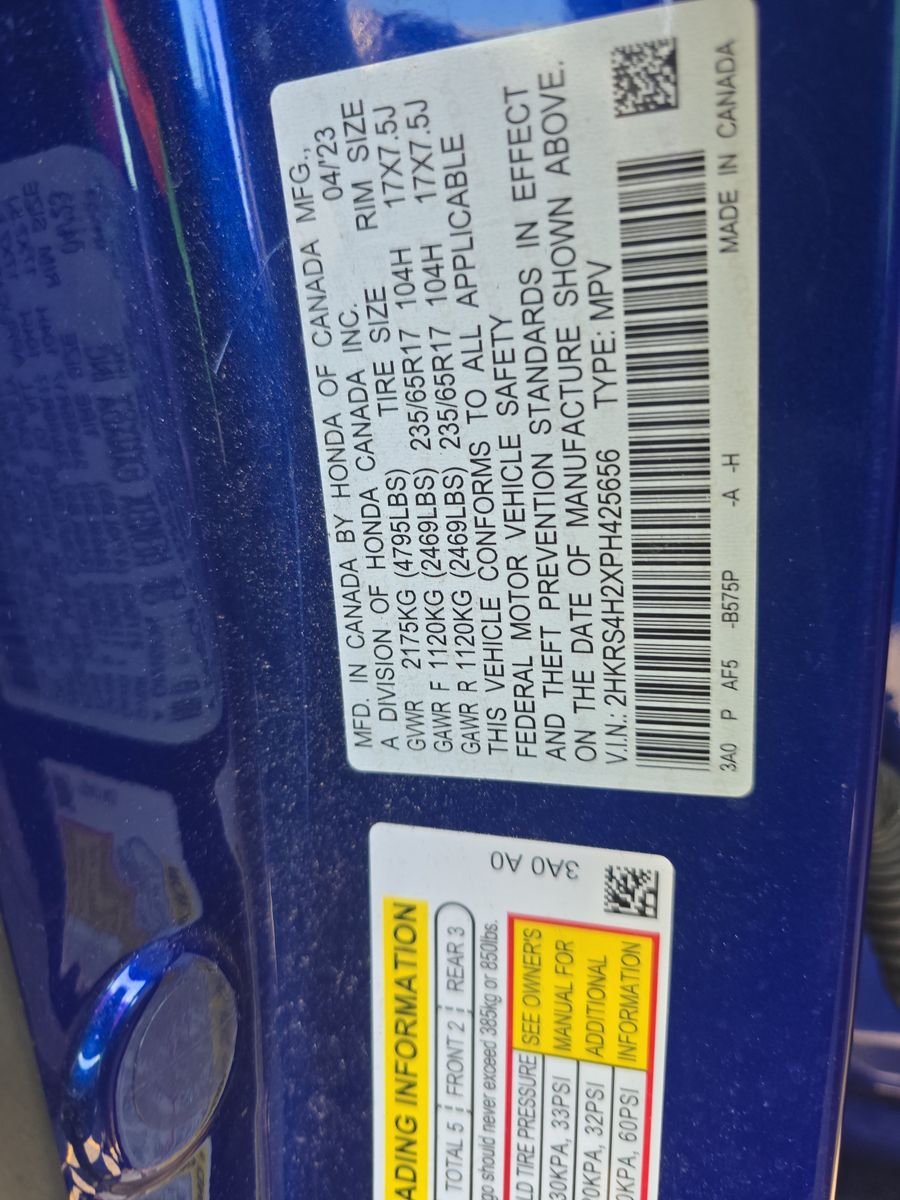 MFD. IN CANADA BY HONDA OF CANADA MFG.,
A DIVISION OF HONDA CANADA INC. 04/'23
TIRE SIZE RIM SIZE
GVWR 2175KG (4795LBS)
GAWR F 1120KG (2469LBS) 235/65R17 104H 17X7.5J
GAWR R 1120KG (2469LBS) 235/65R17 104H 17X7.5J
THIS VEHICLE CONFORMS TO ALL APPLICABLE
FEDERAL MOTOR VEHICLE SAFETY
AND THEFT PREVENTION STANDARDS IN EFFECT
ON THE DATE OF MANUFACTURE SHOWN ABOVE.
V.I.N.: 2HKRS4H2XPH425656 TYPE: MPV
3A0 P AF5 -B575P -A -H MADE IN CANADA
ADING INFORMATION
TOTAL 5 FRONT 2 REAR 3
go should never exceed 385kg or 850lbs.
LD TIRE PRESSURE
30KPA, 33PSI
0KPA, 32PSI
0KPA, 60PSI
SEE OWNER'S
MANUAL FOR
ADDITIONAL
INFORMATION
3A0 A0